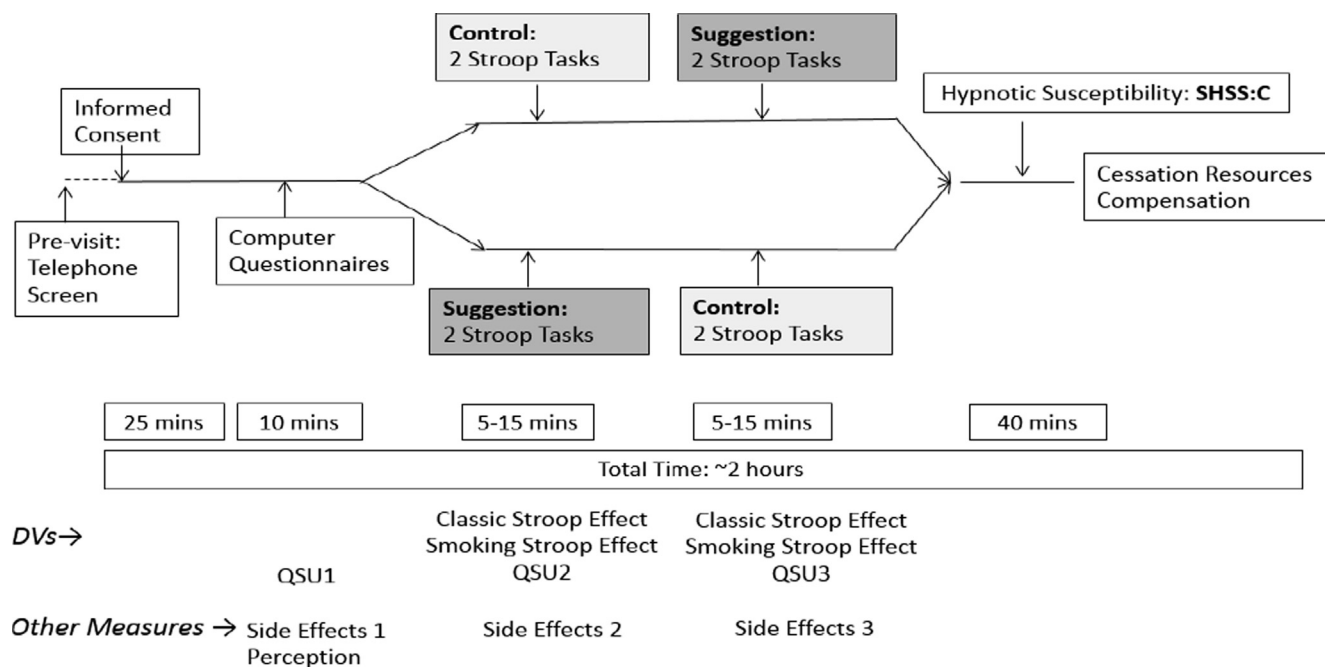 Control:
2 Stroop Tasks
Suggestion:
2 Stroop Tasks
Hypnotic Susceptibility: SHSS:C
Informed
Consent
Cessation Resources
Compensation
Pre-visit:
Telephone
Screen
Computer
Questionnaires
Suggestion:
2 Stroop Tasks
Control:
2 Stroop Tasks
25 mins
10 mins
5-15 mins
5-15 mins
40 mins
Total Time: ~2 hours
DVs→
Classic Stroop Effect
Smoking Stroop Effect
QSU1
QSU2
Classic Stroop Effect
Smoking Stroop Effect
QSU3
Other Measures →
Side Effects 1
Perception
Side Effects 2
Side Effects 3